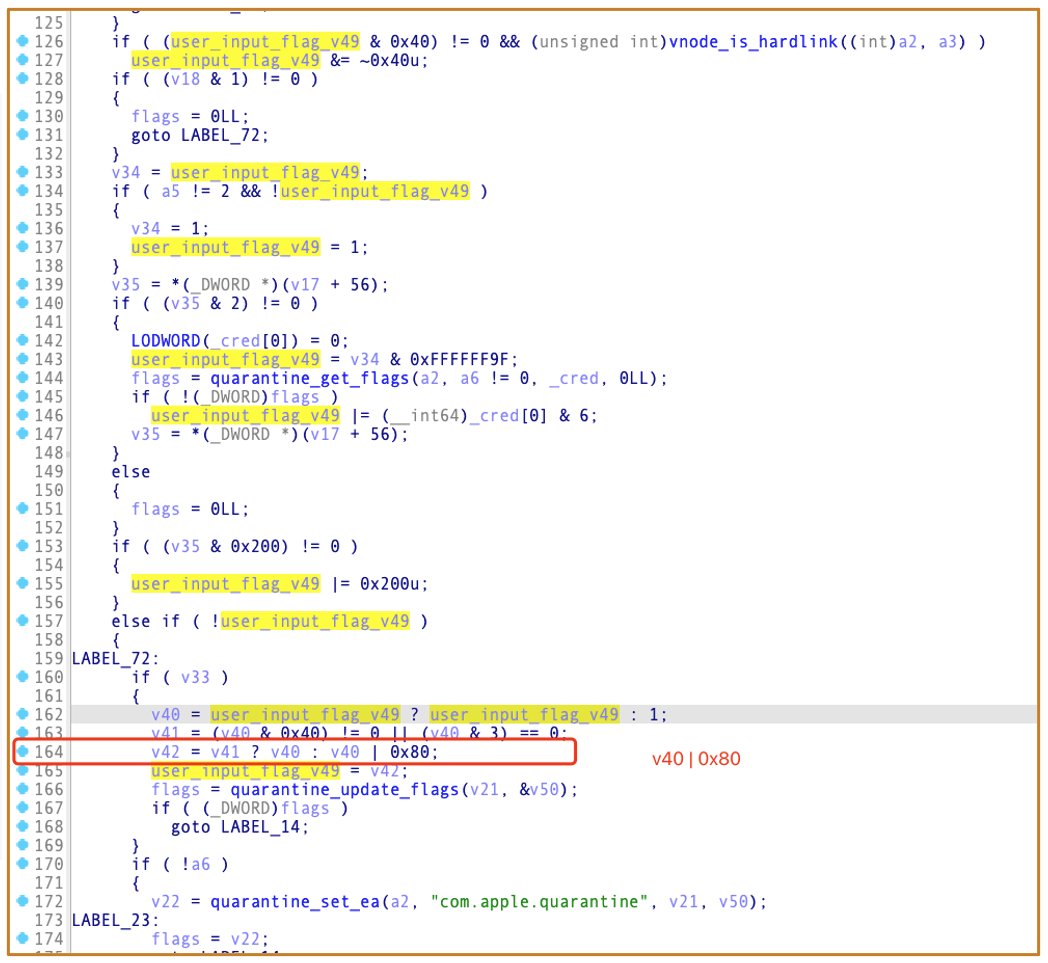 125 }
126 if ( (user_input_flag_v49 & 0x40) != 0 && (unsigned int)vnode_is_hardlink((int)a2, a3) )
127 user_input_flag_v49 &= ~0x40u;
128 if ( (v18 & 1) != 0 )
129 {
130 flags = 0LL;
131 goto LABEL_72;
132 }
133 v34 = user_input_flag_v49;
134 if ( a5 != 2 && !user_input_flag_v49 )
135 {
136 v34 = 1;
137 user_input_flag_v49 = 1;
138 }
139 v35 = *(_DWORD *)(v17 + 56);
140 if ( (v35 & 2) != 0 )
141 {
142 LODWORD(_cred[0]) = 0;
143 user_input_flag_v49 = v34 & 0xFFFFFF9F;
144 flags = quarantine_get_flags(a2, a6 != 0, _cred, 0LL);
145 if ( !(_DWORD)flags )
146 user_input_flag_v49 |= (__int64)_cred[0] & 6;
147 v35 = *(_DWORD *)(v17 + 56);
148 }
149 else
150 {
151 flags = 0LL;
152 }
153 if ( (v35 & 0x200) != 0 )
154 {
155 user_input_flag_v49 |= 0x200u;
156 }
157 else if ( !user_input_flag_v49 )
158 {
159 LABEL_72:
160 if ( v33 )
161 {
162 v40 = user_input_flag_v49 ? user_input_flag_v49 : 1;
163 v41 = (v40 & 0x40) != 0 || (v40 & 3) == 0;
164 v42 = v41 ? v40 : v40 | 0x80;
v40 | 0x80
165 user_input_flag_v49 = v42;
166 flags = quarantine_update_flags(v21, &v50);
167 if ( (_DWORD)flags )
168 goto LABEL_14;
169 }
170 if ( !a6 )
171 {
172 v22 = quarantine_set_ea(a2, "com.apple.quarantine", v21, v50);
173 LABEL_23:
174 flags = v22;